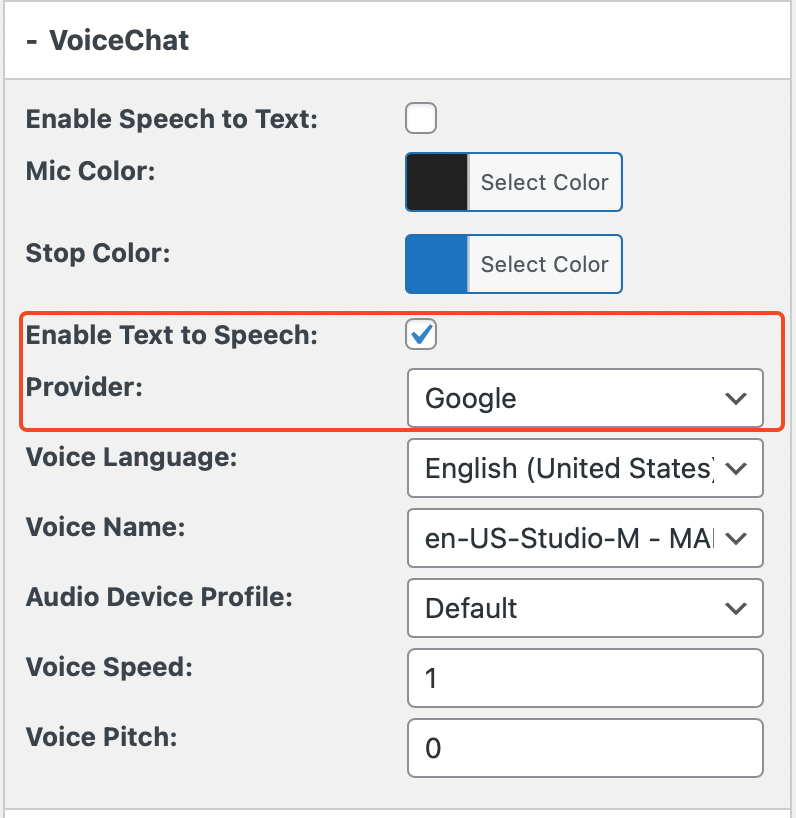 - VoiceChat
Enable Speech to Text:
Mic Color:
Select Color
Stop Color:
Select Color
Enable Text to Speech:
Provider:
Google
Voice Language:
English (United States)
Voice Name:
en-US-Studio-M -
Audio Device Profile:
Default
Voice Speed:
1
Voice Pitch:
0